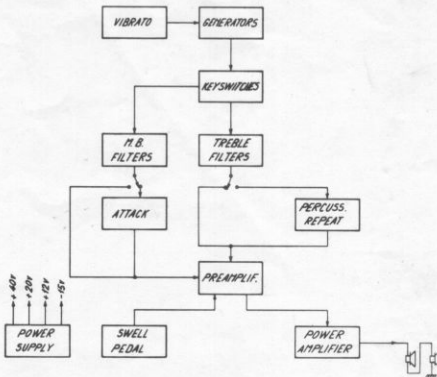 VIBRATO
GENERATORS
KEYSWITCHES
M.B.
FILTERS
TREBLE
FILTERS
ATTACK
PERCUSS.
REPEAT
+40v
+20v
+12v
-15v
PREAMPLIF.
POWER
SUPPLY
SWELL
PEDAL
POWER
AMPLIFIER